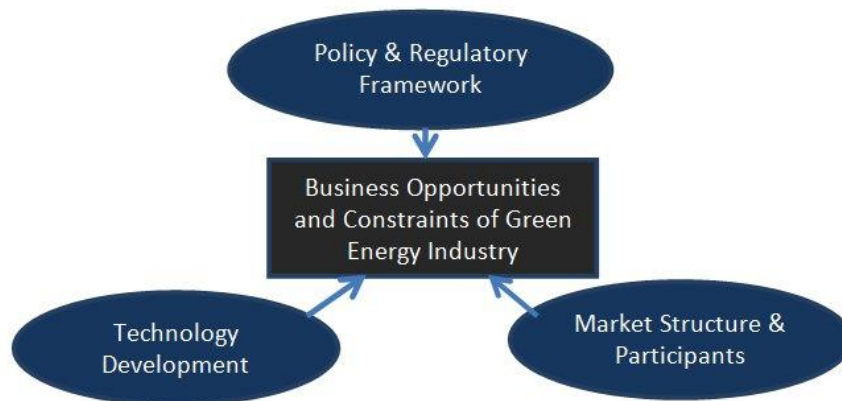 Policy & Regulatory
Framework
Business Opportunities
and Constraints of Green
Energy Industry
Technology
Development
Market Structure &
Participants